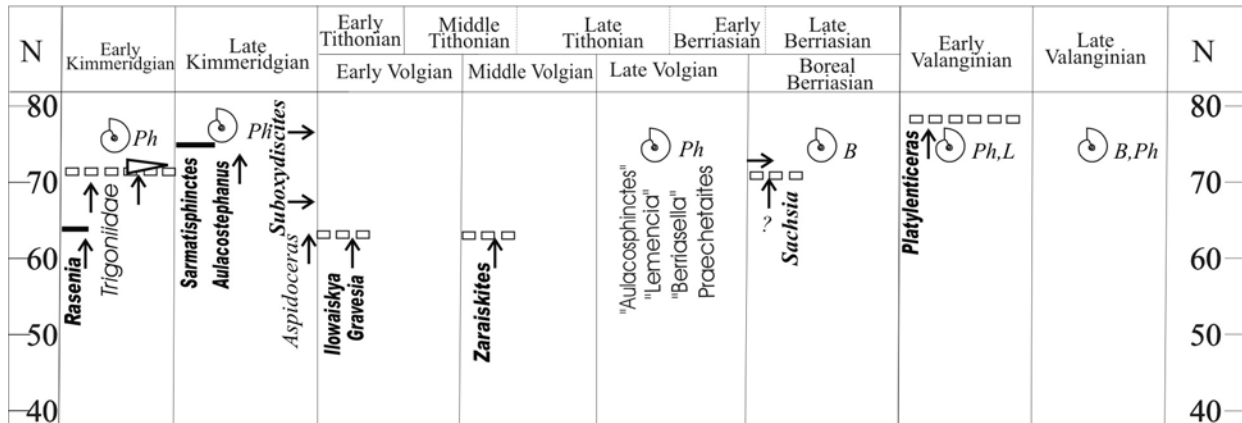 N
Early
Kimmeridgian
Late
Kimmeridgian
Early
Tithonian
Middle
Tithonian
Late
Tithonian
Early
Berriasian
Late
Berriasian
Early Volgian
Middle Volgian
Late Volgian
Boreal
Berriasian
Early
Valanginian
Late
Valanginian
N
80
70
60
50
40
Rasenia
Trigoniidae
Ph
Sarmatisphinctes
Aulacostephanus
Ph
Suboxydiscites
Aspidoceras
Ilowaiskya
Gravesia
Zaraiskites
"Aulacosphinctes"
"Lemencia"
"Berriasella"
Praechetaites
Ph
?
Sachsia
B
Platylenticeras
Ph,L
B,Ph
80
70
60
50
40